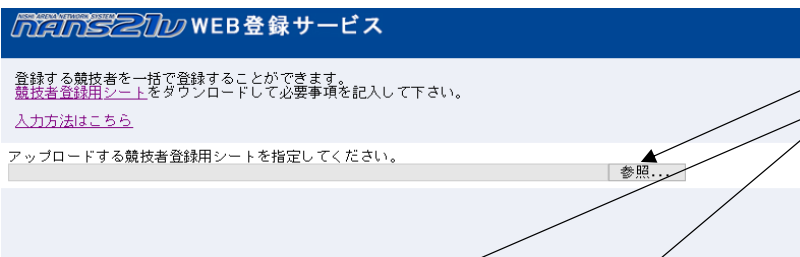 NISHI ARENA NETWORK SYSTEM
nans21V WEB登録サービス
登録する競技者を一括で登録することができます。
競技者登録用シートをダウンロードして必要事項を記入して下さい。
入力方法はこちら
アップロードする競技者登録用シートを指定してください。
参照...